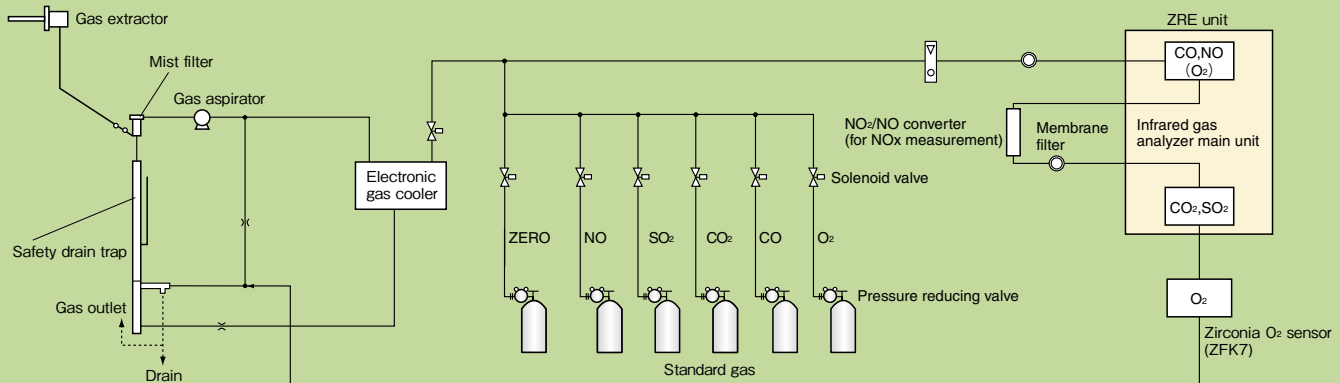 Gas extractor
Mist filter
Gas aspirator
Electronic
gas cooler
Safety drain trap
Gas outlet
Drain
ZERO
NO
SO₂
CO₂
CO
O₂
Solenoid valve
Pressure reducing valve
Standard gas
NO₂/NO converter
(for NOx measurement)
Membrane
filter
ZRE unit
CO,NO
(O₂)
Infrared gas
analyzer main unit
CO₂,SO₂
O₂
Zirconia O₂ sensor
(ZFK7)